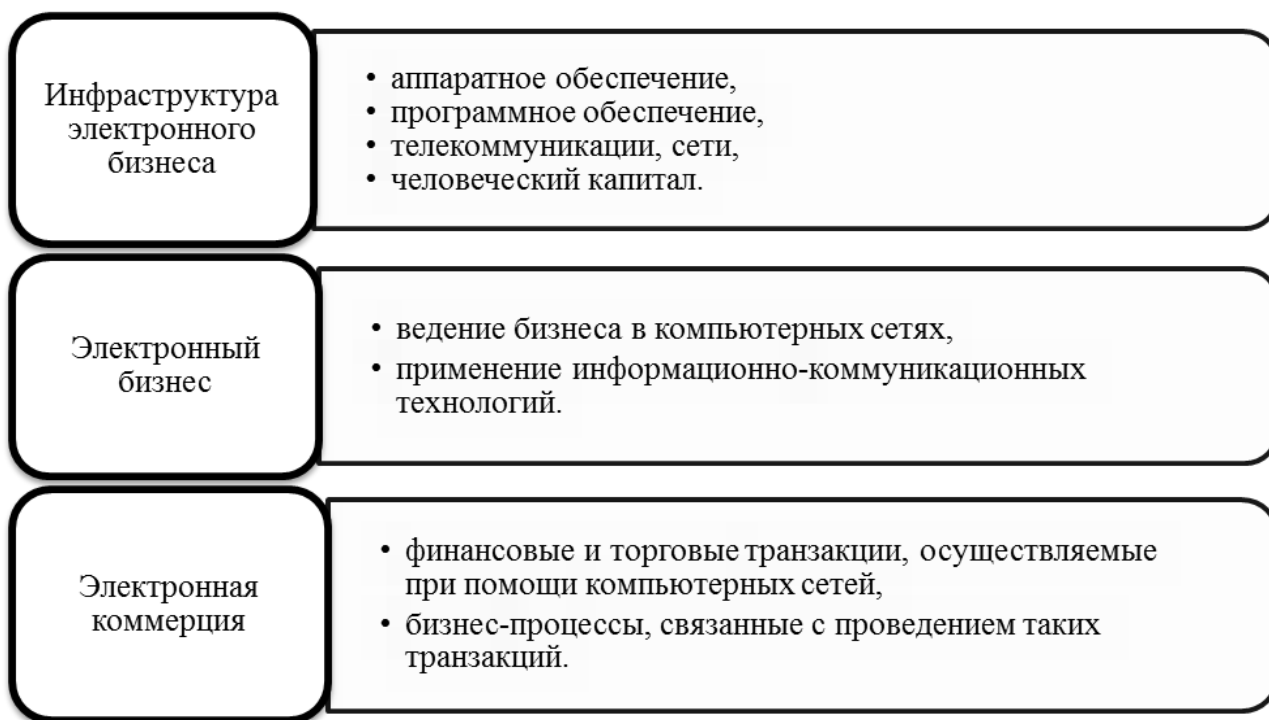 Инфраструктура
электронного
бизнеса
• аппаратное обеспечение,
• программное обеспечение,
• телекоммуникации, сети,
• человеческий капитал.
Электронный
бизнес
• ведение бизнеса в компьютерных сетях,
• применение информационно-коммуникационных
технологий.
Электронная
коммерция
• финансовые и торговые транзакции, осуществляемые
при помощи компьютерных сетей,
• бизнес-процессы, связанные с проведением таких
транзакций.